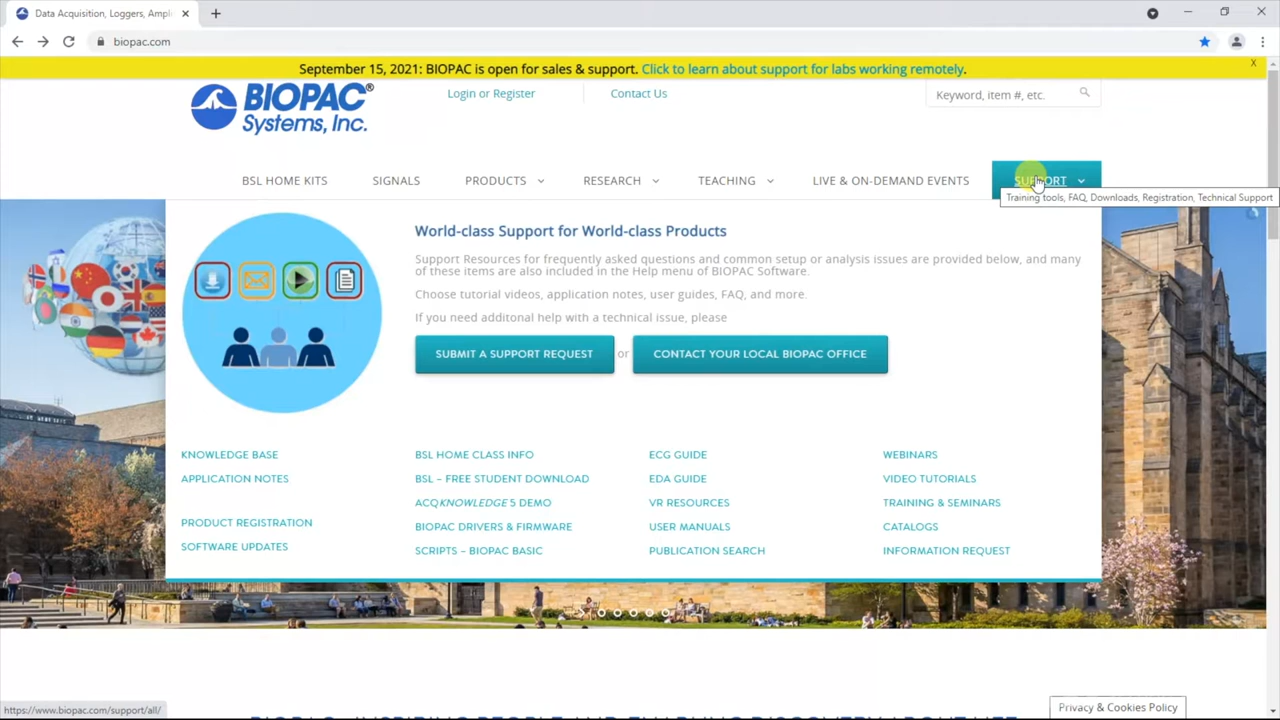 Data Acquisition, Loggers, Ampli
biopac.com
September 15, 2021: BIOPAC is open for sales & support. Click to learn about support for labs working remotely.
X
BIOPAC®
Systems, Inc.
Login or Register
Contact Us
Keyword, item #, etc.
BSL HOME KITS
SIGNALS
PRODUCTS
RESEARCH
TEACHING
LIVE & ON-DEMAND EVENTS
SUPPORT
Training tools, FAQ, Downloads, Registration, Technical Support
World-class Support for World-class Products
Support Resources for frequently asked questions and common setup or analysis issues are provided below, and many
of these items are also included in the Help menu of BIOPAC Software.
Choose tutorial videos, application notes, user guides, FAQ, and more.
If you need additonal help with a technical issue, please
SUBMIT A SUPPORT REQUEST or CONTACT YOUR LOCAL BIOPAC OFFICE
KNOWLEDGE BASE
APPLICATION NOTES
PRODUCT REGISTRATION
SOFTWARE UPDATES
BSL HOME CLASS INFO
BSL – FREE STUDENT DOWNLOAD
ACQKNOWLEDGE 5 DEMO
BIOPAC DRIVERS & FIRMWARE
SCRIPTS – BIOPAC BASIC
ECG GUIDE
EDA GUIDE
VR RESOURCES
USER MANUALS
PUBLICATION SEARCH
WEBINARS
VIDEO TUTORIALS
TRAINING & SEMINARS
CATALOGS
INFORMATION REQUEST
https://www.biopac.com/support/all/
Privacy & Cookies Policy